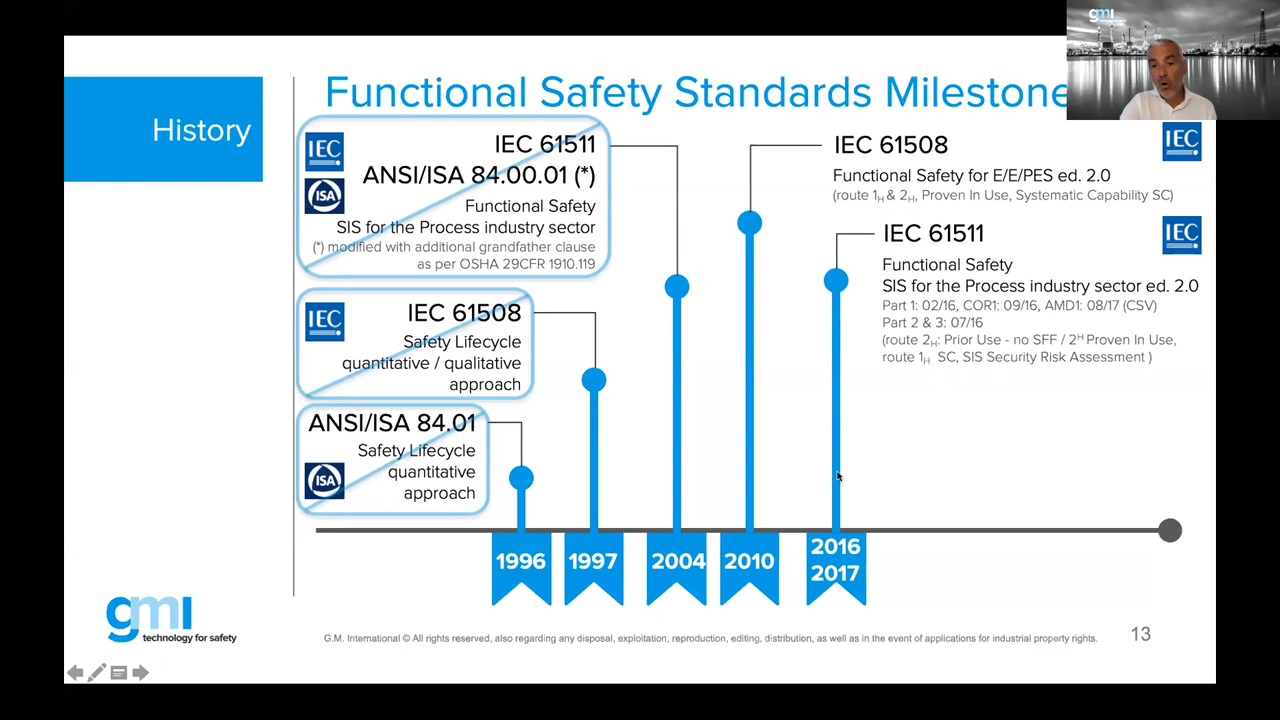 gmi
History
Functional Safety Standards Milestone
IEC
ISA
IEC 61511
ANSI/ISA 84.00.01 (*)
Functional Safety
SIS for the Process industry sector
(*) modified with additional grandfather clause
as per OSHA 29CFR 1910.119
IEC
IEC 61508
Safety Lifecycle
quantitative / qualitative
approach
ANSI/ISA 84.01
ISA
Safety Lifecycle
quantitative
approach
IEC 61508
IEC
Functional Safety for E/E/PES ed. 2.0
(route 1H & 2H, Proven In Use, Systematic Capability SC)
IEC 61511
IEC
Functional Safety
SIS for the Process industry sector ed. 2.0
Part 1: 02/16, COR1: 09/16, AMD1: 08/17 (CSV)
Part 2 & 3: 07/16
(route 2H: Prior Use - no SFF / 2H Proven In Use,
route 1H SC, SIS Security Risk Assessment )
1996
1997
2004
2010
2016
2017
gmi
technology for safety
G.M. International © All rights reserved, also regarding any disposal, exploitation, reproduction, editing, distribution, as well as in the event of applications for industrial property rights.
13